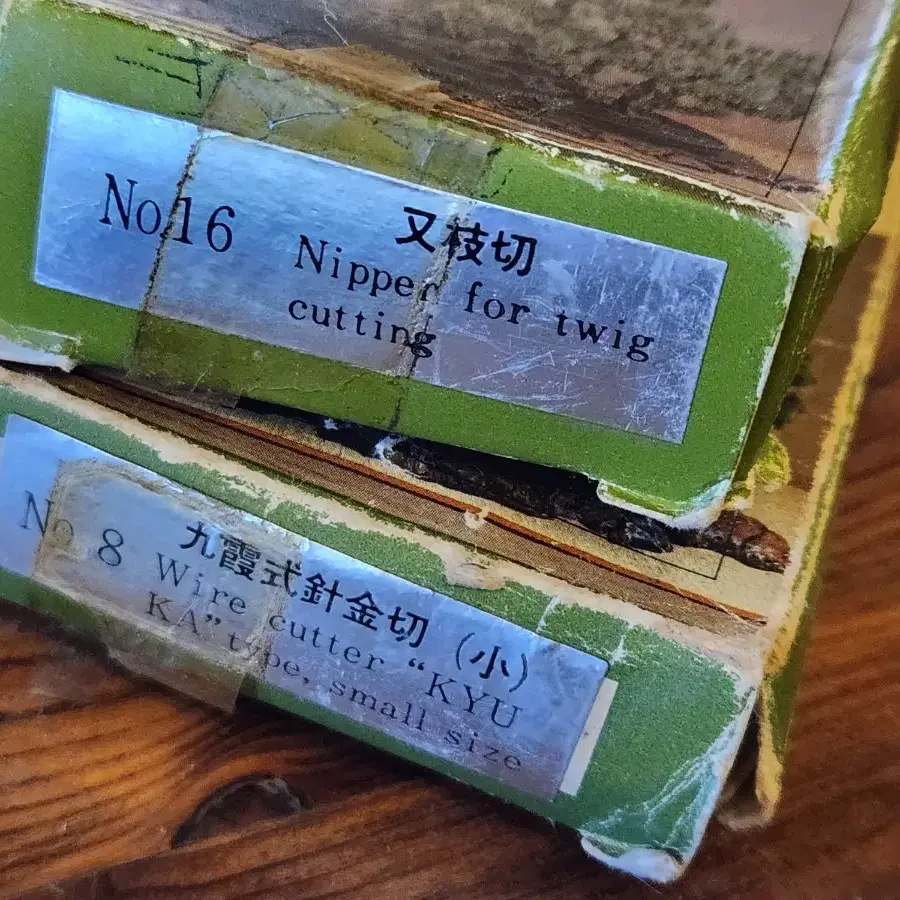 又枝切
No.16 Nipper for twig
cutting
九霞式針金切 (小)
No 8 Wire cutter “KYU
KA” type, small size